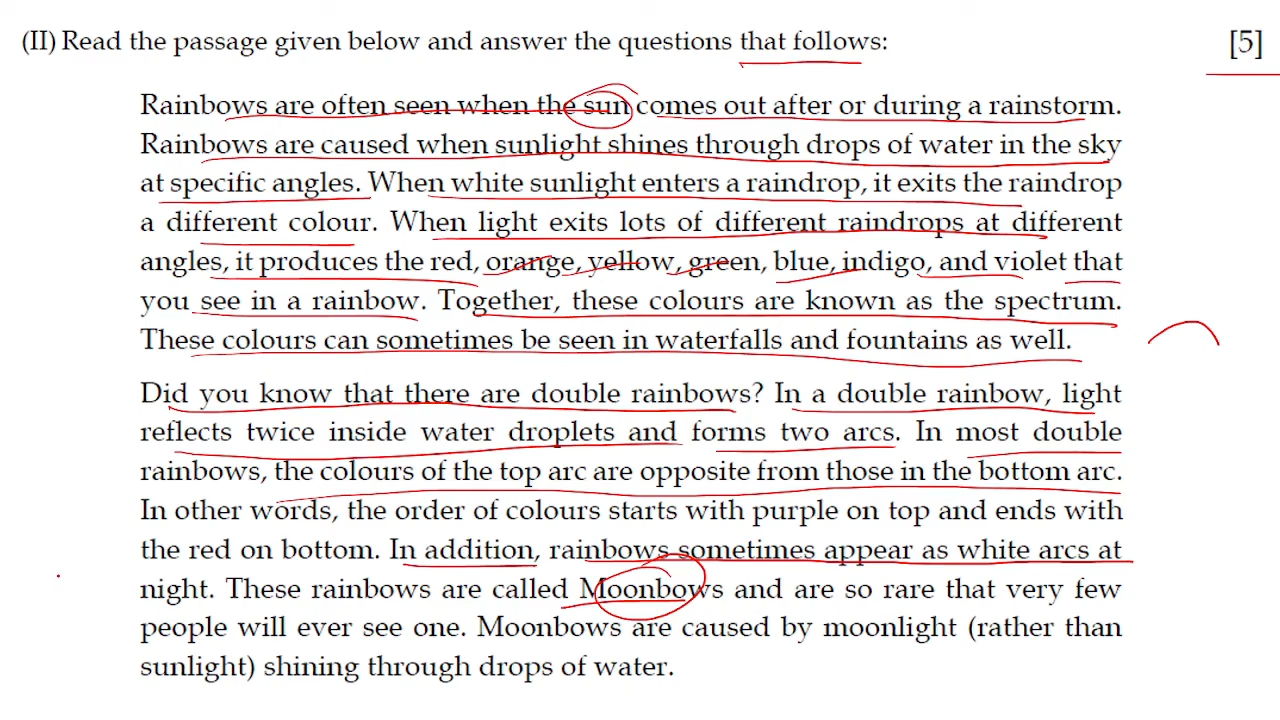 (II) Read the passage given below and answer the questions that follows: [5]
Rainbows are often seen when the sun comes out after or during a rainstorm.
Rainbows are caused when sunlight shines through drops of water in the sky
at specific angles. When white sunlight enters a raindrop, it exits the raindrop
a different colour. When light exits lots of different raindrops at different
angles, it produces the red, orange, yellow, green, blue, indigo, and violet that
you see in a rainbow. Together, these colours are known as the spectrum.
These colours can sometimes be seen in waterfalls and fountains as well.
Did you know that there are double rainbows? In a double rainbow, light
reflects twice inside water droplets and forms two arcs. In most double
rainbows, the colours of the top arc are opposite from those in the bottom arc.
In other words, the order of colours starts with purple on top and ends with
the red on bottom. In addition, rainbows sometimes appear as white arcs at
night. These rainbows are called Moonbows and are so rare that very few
people will ever see one. Moonbows are caused by moonlight (rather than
sunlight) shining through drops of water.